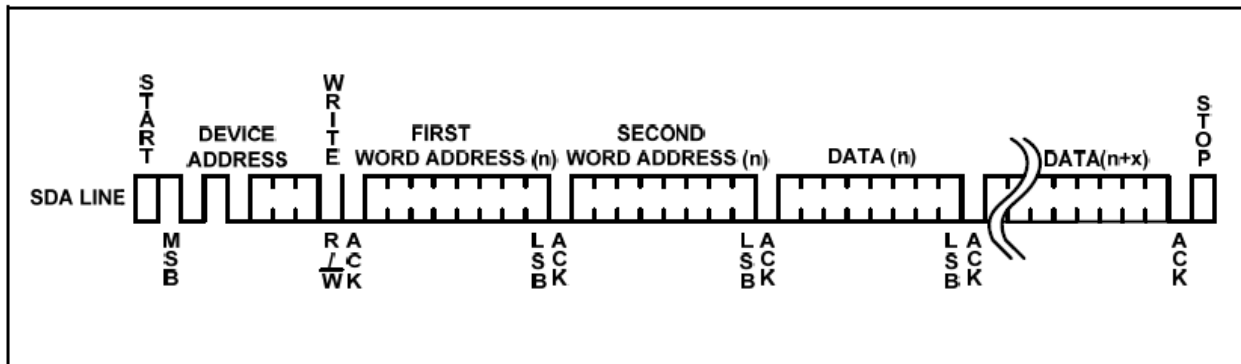 START
WRITE
STOP
DEVICE
ADDRESS
FIRST
WORD ADDRESS (n)
SECOND
WORD ADDRESS (n)
DATA (n)
DATA(n+x)
SDA LINE
MSB
R/W
ACK
LSB
ACK
LSB
ACK
LSB
ACK
ACK